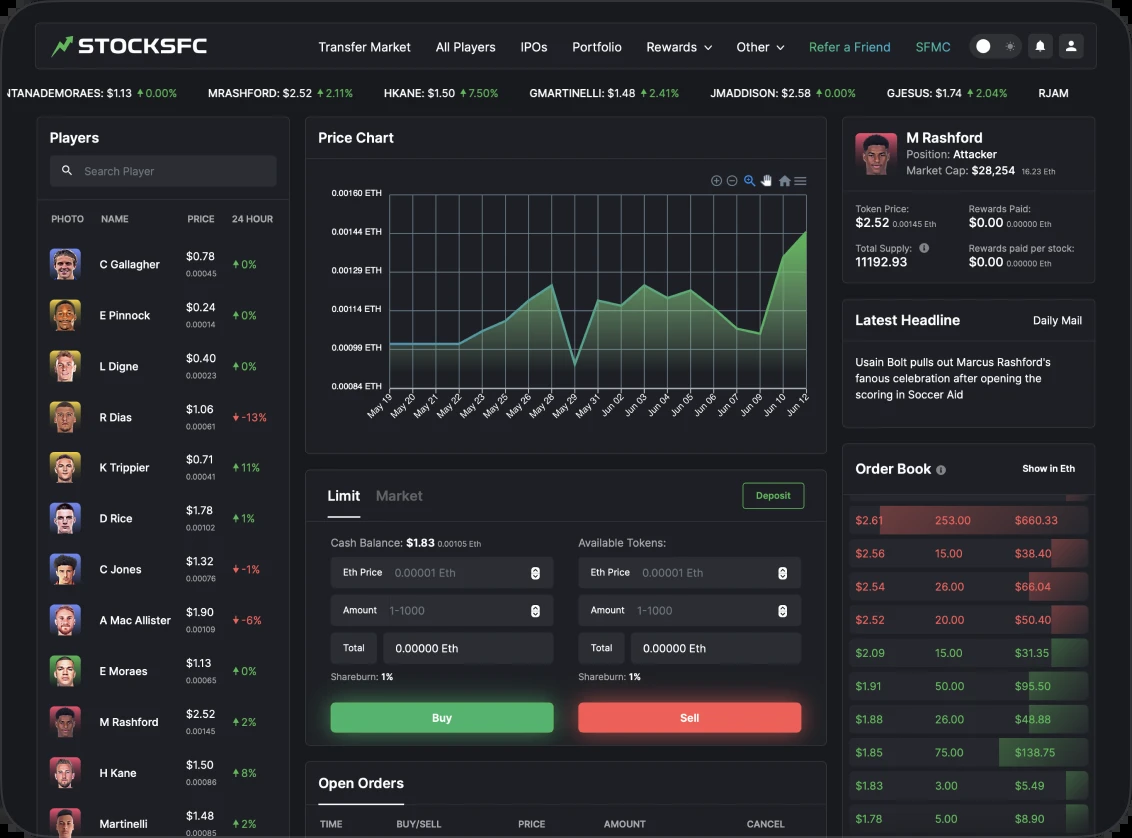 STOCKSFC
Transfer Market All Players IPOs Portfolio Rewards Other Refer a Friend SFMC
NTANADEMORAES: $1.13 0.00% MRASHFORD: $2.52 2.11% HKANE: $1.50 7.50% GMARTINELLI: $1.48 2.41% JMADDISON: $2.58 0.00% GJESUS: $1.74 2.04% RJAM
Players
Search Player
PHOTO NAME PRICE 24 HOUR
C Gallagher $0.78 0%
0.00045
E Pinnock $0.24 0%
0.00014
L Digne $0.40 0%
0.00023
R Dias $1.06 -13%
0.00061
K Trippier $0.71 11%
0.00041
D Rice $1.78 1%
0.00102
C Jones $1.32 -1%
0.00076
A Mac Allister $1.90 -6%
0.00109
E Moraes $1.13 0%
0.00065
M Rashford $2.52 2%
0.00145
H Kane $1.50 8%
0.00086
Martinelli $1.48 2%
0.00085
Price Chart
0.00160 ETH
0.00144 ETH
0.00129 ETH
0.00114 ETH
0.00099 ETH
0.00084 ETH
May 19 May 20 May 21 May 22 May 23 May 25 May 26 May 28 May 29 May 31 Jun 02 Jun 03 Jun 04 Jun 05 Jun 06 Jun 07 Jun 09 Jun 10 Jun 12
Limit Market Deposit
Cash Balance: $1.83 0.00105 Eth Available Tokens:
Eth Price 0.00001 Eth Eth Price 0.00001 Eth
Amount 1-1000 Amount 1-1000
Total 0.00000 Eth Total 0.00000 Eth
Shareburn: 1% Shareburn: 1%
Buy Sell
Open Orders
TIME BUY/SELL PRICE AMOUNT CANCEL
M Rashford
Position: Attacker
Market Cap: $28,254 16.23 Eth
Token Price: Rewards Paid:
$2.52 0.00145 Eth $0.00 0.00000 Eth
Total Supply: Rewards paid per stock:
11192.93 $0.00 0.00000 Eth
Latest Headline Daily Mail
Usain Bolt pulls out Marcus Rashford's
fanous celebration after opening the
scoring in Soccer Aid
Order Book Show in Eth
$2.61 253.00 $660.33
$2.56 15.00 $38.40
$2.54 26.00 $66.04
$2.52 20.00 $50.40
$2.09 15.00 $31.35
$1.91 50.00 $95.50
$1.88 26.00 $48.88
$1.85 75.00 $138.75
$1.83 3.00 $5.49
$1.78 5.00 $8.90